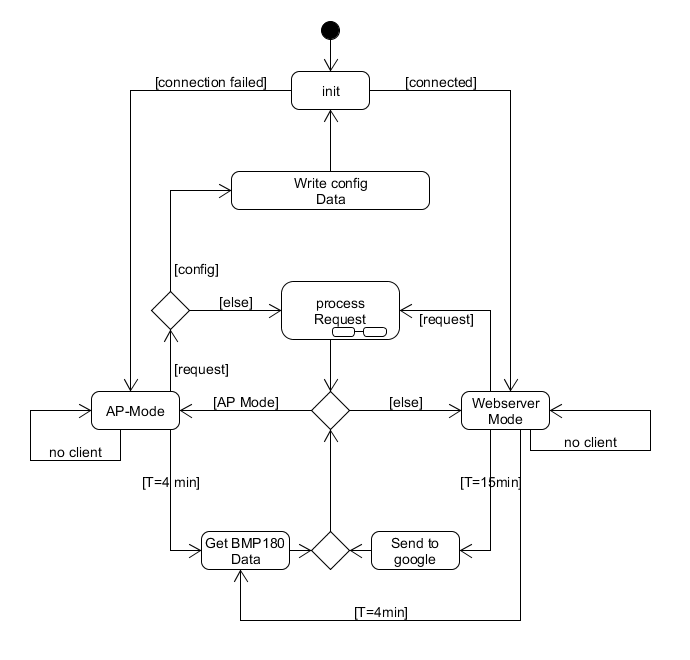 [connection failed]
[connected]
init
Write config
Data
[config]
[else]
process
Request
[request]
[request]
AP-Mode
[AP Mode]
[else]
Webserver
Mode
no client
no client
[T=4 min]
[T=15min]
Get BMP180
Data
Send to
google
[T=4min]